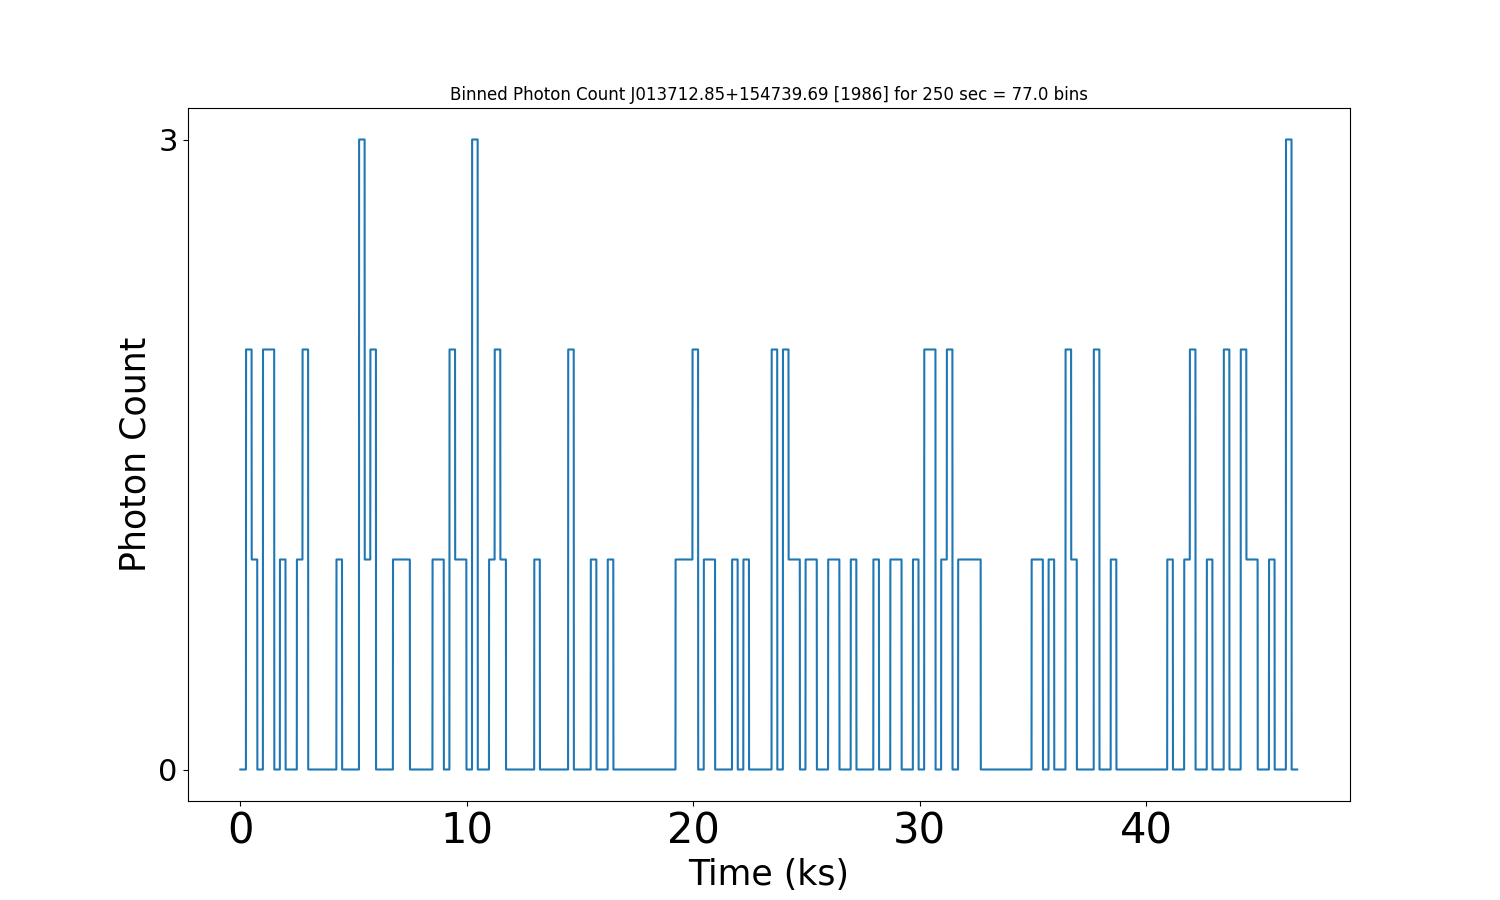 Binned Photon Count J013712.85+154739.69 [1986] for 250 sec = 77.0 bins
3
Photon Count
0
0 10 20 30 40
Time (ks)